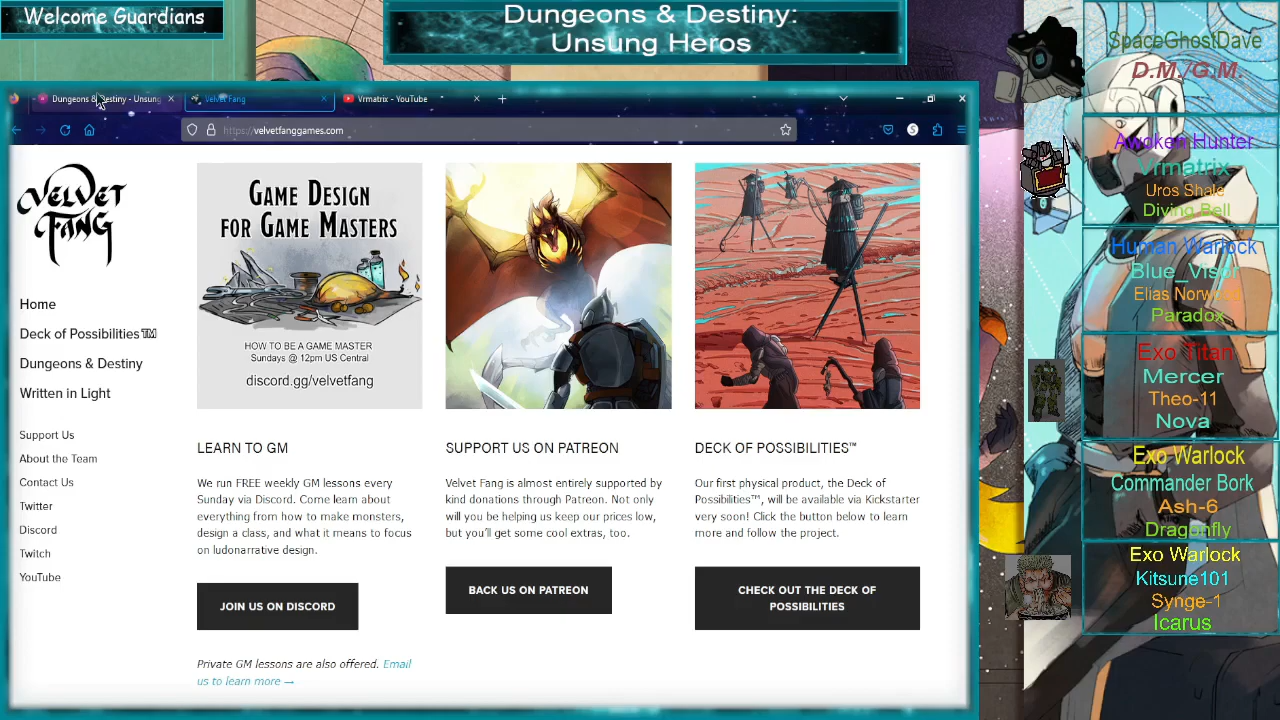 Welcome Guardians
Dungeons & Destiny:
Unsung Heros
Dungeons & Destiny - Unsung
Velvet Fang
Vrmatrix - YouTube
https://velvetfanggames.com
VELVET
FANG
Home
Deck of Possibilities™
Dungeons & Destiny
Written in Light
Support Us
About the Team
Contact Us
Twitter
Discord
Twitch
YouTube
GAME DESIGN
FOR GAME MASTERS
HOW TO BE A GAME MASTER
Sundays @ 12pm US Central
discord.gg/velvetfang
LEARN TO GM
We run FREE weekly GM lessons every
Sunday via Discord. Come learn about
everything from how to make monsters,
design a class, and what it means to focus
on ludonarrative design.
JOIN US ON DISCORD
Private GM lessons are also offered. Email
us to learn more →
SUPPORT US ON PATREON
Velvet Fang is almost entirely supported by
kind donations through Patreon. Not only
will you be helping us keep our prices low,
but you'll get some cool extras, too.
BACK US ON PATREON
DECK OF POSSIBILITIES™
Our first physical product, the Deck of
Possibilities™, will be available via Kickstarter
very soon! Click the button below to learn
more and follow the project.
CHECK OUT THE DECK OF
POSSIBILITIES
SpaceGhostDave
D.M./G.M.
Awoken Hunter
Vrmatrix
Uros Shale
Diving Bell
Human Warlock
Blue_Visor
Elias Norwood
Paradox
Exo Titan
Mercer
Theo-11
Nova
Exo Warlock
Commander Bork
Ash-6
Dragonfly
Exo Warlock
Kitsune101
Synge-1
Icarus